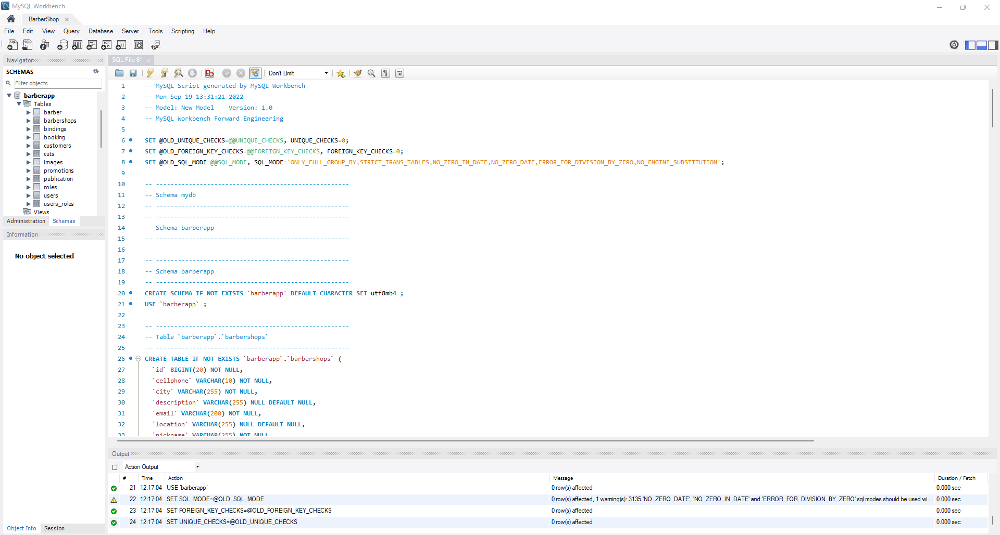 MySQL Workbench
BarberShop
File Edit View Query Database Server Tools Scripting Help
Navigator
SCHEMAS
Filter objects
barberapp
Tables
barber
barbershops
bindings
booking
customers
cuts
images
promotions
publication
roles
users
users_roles
Views
Administration Schemas
Information
No object selected
Object Info Session
SQL File 6*
Don't Limit
1 -- MySQL Script generated by MySQL Workbench
2 -- Mon Sep 19 13:31:21 2022
3 -- Model: New Model    Version: 1.0
4 -- MySQL Workbench Forward Engineering
5
6 SET @OLD_UNIQUE_CHECKS=@@UNIQUE_CHECKS, UNIQUE_CHECKS=0;
7 SET @OLD_FOREIGN_KEY_CHECKS=@@FOREIGN_KEY_CHECKS, FOREIGN_KEY_CHECKS=0;
8 SET @OLD_SQL_MODE=@@SQL_MODE, SQL_MODE='ONLY_FULL_GROUP_BY,STRICT_TRANS_TABLES,NO_ZERO_IN_DATE,NO_ZERO_DATE,ERROR_FOR_DIVISION_BY_ZERO,NO_ENGINE_SUBSTITUTION';
9
10 -- -----------------------------------------------------
11 -- Schema mydb
12 -- -----------------------------------------------------
13 -- -----------------------------------------------------
14 -- Schema barberapp
15 -- -----------------------------------------------------
16
17 -- -----------------------------------------------------
18 -- Schema barberapp
19 -- -----------------------------------------------------
20 CREATE SCHEMA IF NOT EXISTS `barberapp` DEFAULT CHARACTER SET utf8mb4 ;
21 USE `barberapp` ;
22
23 -- -----------------------------------------------------
24 -- Table `barberapp`.`barbershops`
25 -- -----------------------------------------------------
26 CREATE TABLE IF NOT EXISTS `barberapp`.`barbershops` (
27 `id` BIGINT(20) NOT NULL,
28 `cellphone` VARCHAR(10) NOT NULL,
29 `city` VARCHAR(255) NOT NULL,
30 `description` VARCHAR(255) NULL DEFAULT NULL,
31 `email` VARCHAR(200) NOT NULL,
32 `location` VARCHAR(255) NULL DEFAULT NULL,
33 `nickname` VARCHAR(255) NOT NULL,
Output
Action Output
# Time Action Message Duration / Fetch
21 12:17:04 USE `barberapp` 0 row(s) affected 0.000 sec
22 12:17:04 SET SQL_MODE=@OLD_SQL_MODE 0 row(s) affected, 1 warning(s): 3135 'NO_ZERO_DATE', 'NO_ZERO_IN_DATE' and 'ERROR_FOR_DIVISION_BY_ZERO' sql modes should be used wi... 0.000 sec
23 12:17:04 SET FOREIGN_KEY_CHECKS=@OLD_FOREIGN_KEY_CHECKS 0 row(s) affected 0.000 sec
24 12:17:04 SET UNIQUE_CHECKS=@OLD_UNIQUE_CHECKS 0 row(s) affected 0.000 sec